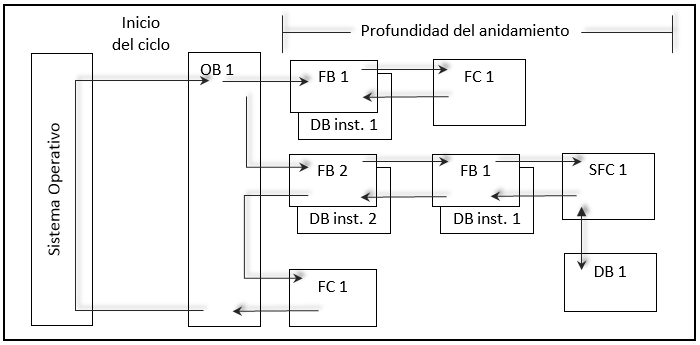 Inicio
del ciclo
Profundidad del anidamiento
Sistema Operativo
OB 1
FB 1
DB inst. 1
FC 1
FB 2
DB inst. 2
FB 1
DB inst. 1
SFC 1
DB 1
FC 1